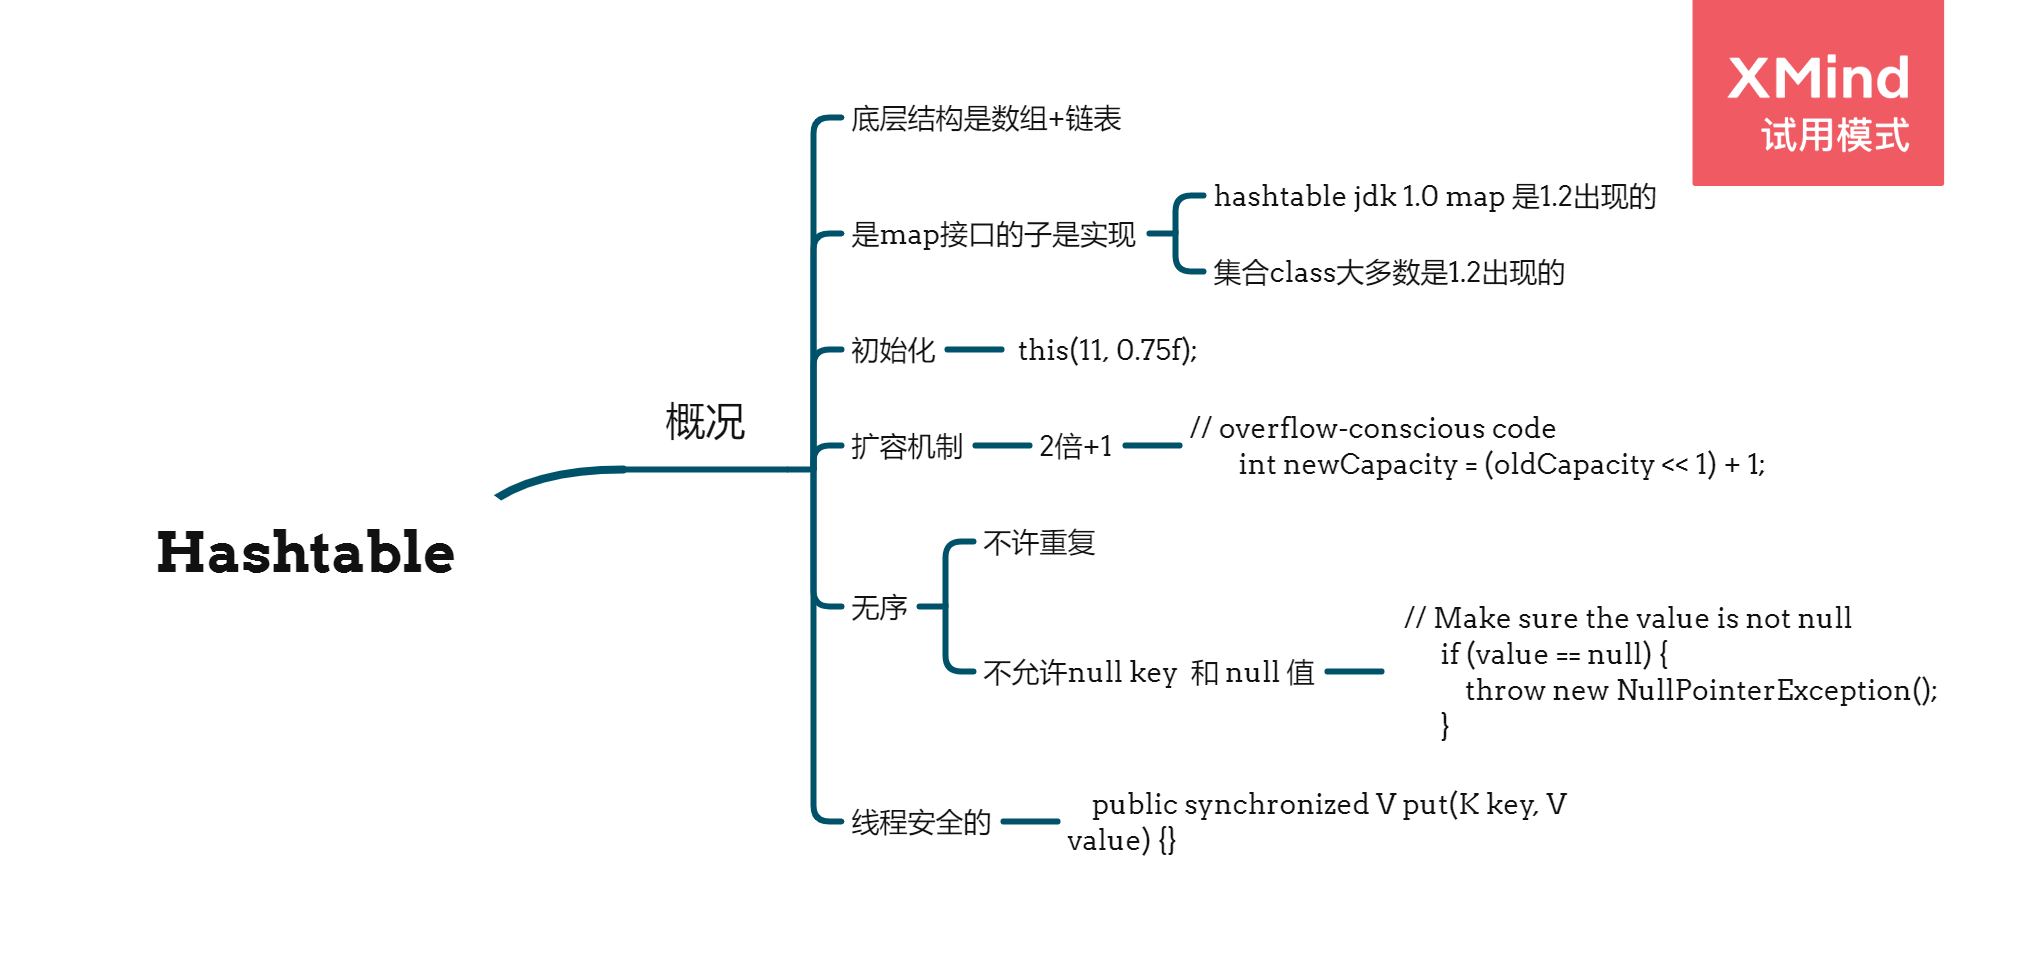 XMind
试用模式
底层结构是数组+链表
是map接口的子是实现
hashtable jdk 1.0 map 是1.2出现的
集合class大多数是1.2出现的
初始化
this(11, 0.75f);
概况
扩容机制
2倍+1
// overflow-conscious code
int newCapacity = (oldCapacity << 1) + 1;
Hashtable
无序
不许重复
不允许null key 和 null 值
// Make sure the value is not null
if (value == null) {
throw new NullPointerException();
}
线程安全的
public synchronized V put(K key, V
value) {}